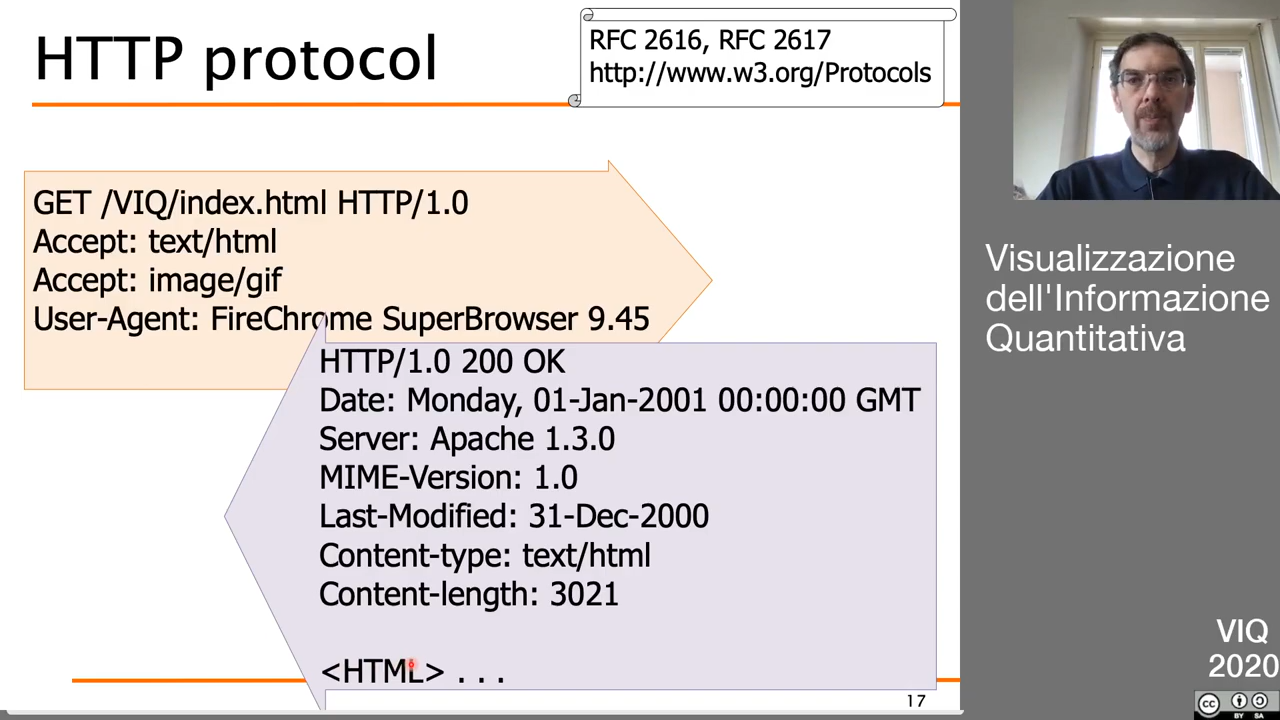 HTTP protocol
RFC 2616, RFC 2617
http://www.w3.org/Protocols
GET /VIQ/index.html HTTP/1.0
Accept: text/html
Accept: image/gif
User-Agent: FireChrome SuperBrowser 9.45
HTTP/1.0 200 OK
Date: Monday, 01-Jan-2001 00:00:00 GMT
Server: Apache 1.3.0
MIME-Version: 1.0
Last-Modified: 31-Dec-2000
Content-type: text/html
Content-length: 3021
<HTML> . . .
17
Visualizzazione
dell'Informazione
Quantitativa
VIQ
2020
cc
BY SA